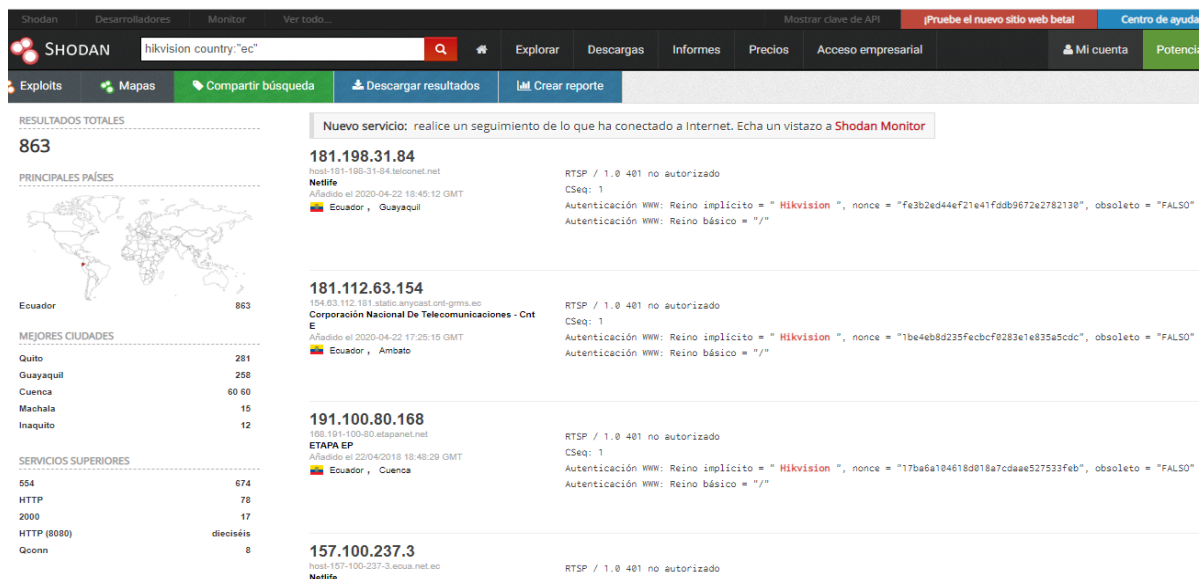 Shodan Desarrolladores Monitor Ver todo... Mostrar clave de API ¡Pruebe el nuevo sitio web beta! Centro de ayuda
SHODAN hikvision country:"ec" Explorar Descargas Informes Precios Acceso empresarial Mi cuenta Potencia
Exploits Mapas Compartir búsqueda Descargar resultados Crear reporte
RESULTADOS TOTALES
863
PRINCIPALES PAÍSES
Ecuador 863
MEJORES CIUDADES
Quito 281
Guayaquil 258
Cuenca 60 60
Machala 15
Inaquito 12
SERVICIOS SUPERIORES
554 674
HTTP 78
2000 17
HTTP (8080) dieciséis
Qconn 8
Nuevo servicio: realice un seguimiento de lo que ha conectado a Internet. Echa un vistazo a Shodan Monitor
181.198.31.84
host-181-198-31-84.telconet.net
Netlife
Añadido el 2020-04-22 18:45:12 GMT
Ecuador , Guayaquil
RTSP / 1.0 401 no autorizado
CSeq: 1
Autenticación WWW: Reino implícito = " Hikvision ", nonce = "fe3b2ed44ef21e41fddb9672e2782130", obsoleto = "FALSO"
Autenticación WWW: Reino básico = "/"
181.112.63.154
154.63.112.181.static.anycast.cnt-grms.ec
Corporación Nacional De Telecomunicaciones - Cnt
E
Añadido el 2020-04-22 17:25:15 GMT
Ecuador , Ambato
RTSP / 1.0 401 no autorizado
CSeq: 1
Autenticación WWW: Reino implícito = " Hikvision ", nonce = "1be4eb8d235fecbcf0283e1e835a5cdc", obsoleto = "FALSO"
Autenticación WWW: Reino básico = "/"
191.100.80.168
168.191-100-80.etapanet.net
ETAPA EP
Añadido el 22/04/2018 18:48:29 GMT
Ecuador , Cuenca
RTSP / 1.0 401 no autorizado
CSeq: 1
Autenticación WWW: Reino implícito = " Hikvision ", nonce = "17ba6a104618d018a7cdaae527533feb", obsoleto = "FALSO"
Autenticación WWW: Reino básico = "/"
157.100.237.3
host-157-100-237-3.ecua.net.ec
Netlife
RTSP / 1.0 401 no autorizado